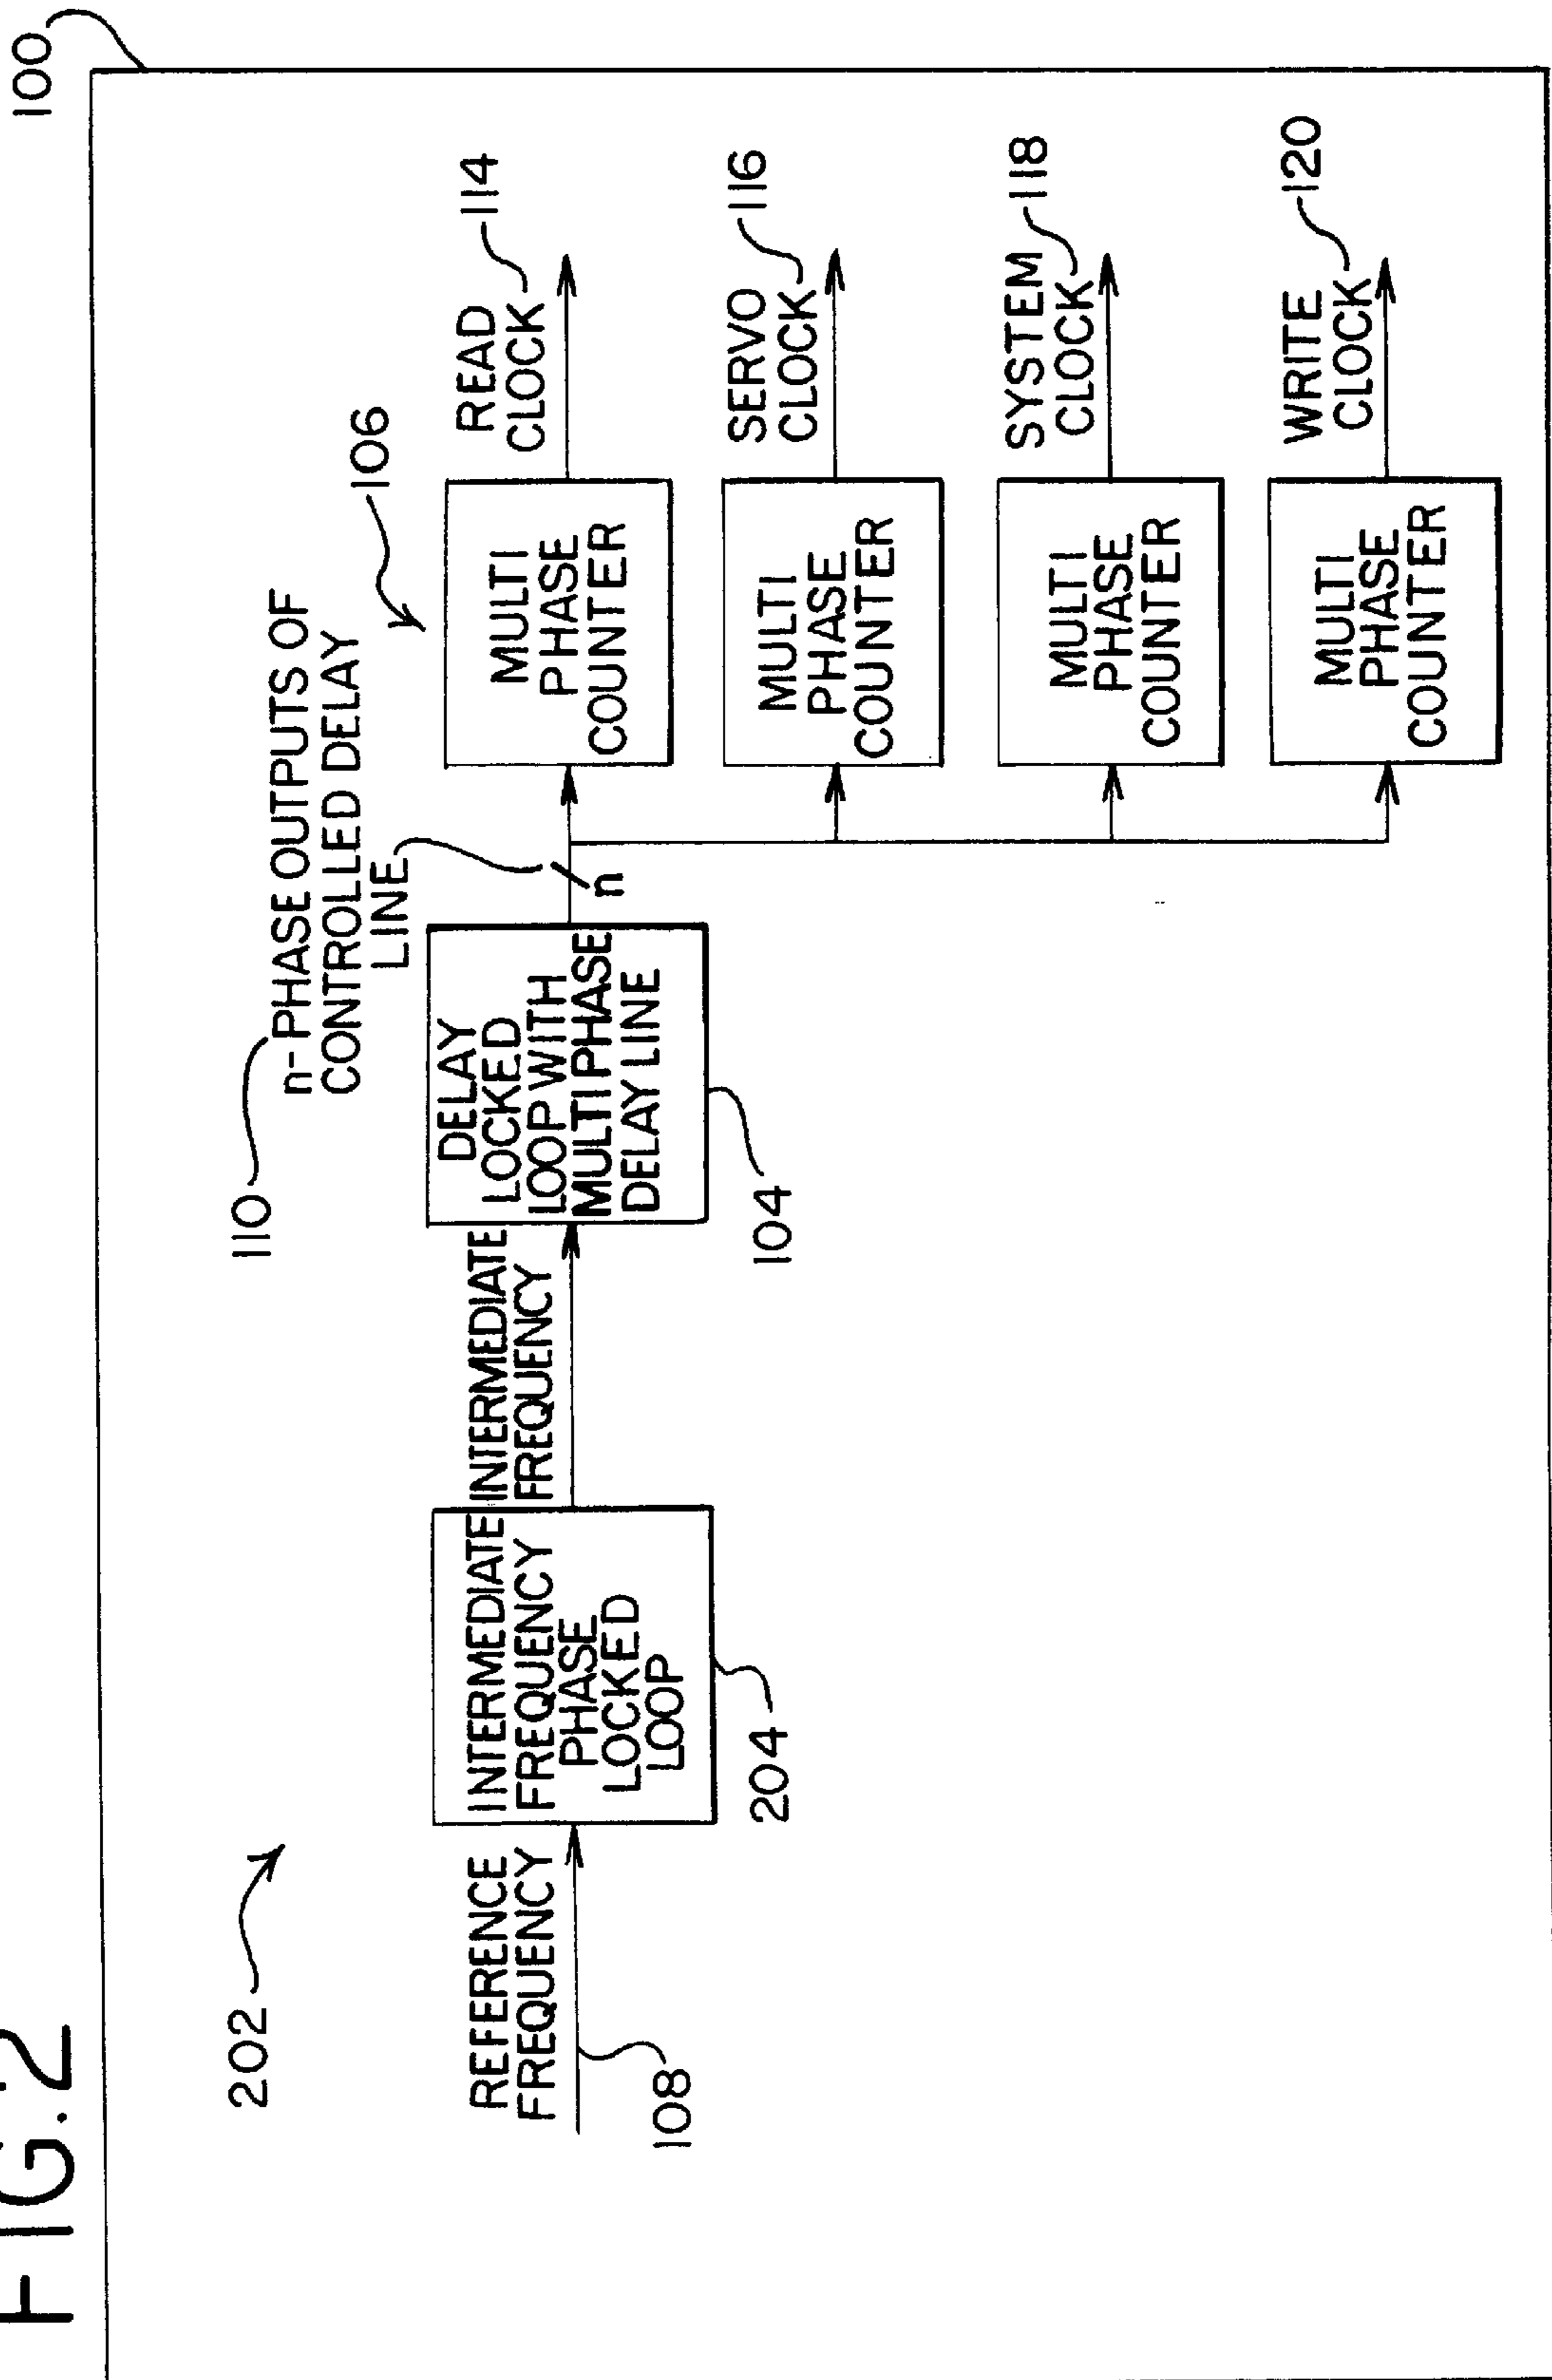 FIG. 2
100
202
110
n-PHASE OUTPUTS OF
CONTROLLED DELAY
LINE
106
REFERENCE
FREQUENCY
108
INTERMEDIATE
FREQUENCY
PHASE
LOCKED
LOOP
204
INTERMEDIATE
FREQUENCY
DELAY
LOCKED
LOOP WITH
MULTIPHASE
DELAY LINE
104
n
MULTI
PHASE
COUNTER
READ
CLOCK
114
MULTI
PHASE
COUNTER
SERVO
CLOCK
116
MULTI
PHASE
COUNTER
SYSTEM
CLOCK
118
MULTI
PHASE
COUNTER
WRITE
CLOCK
120